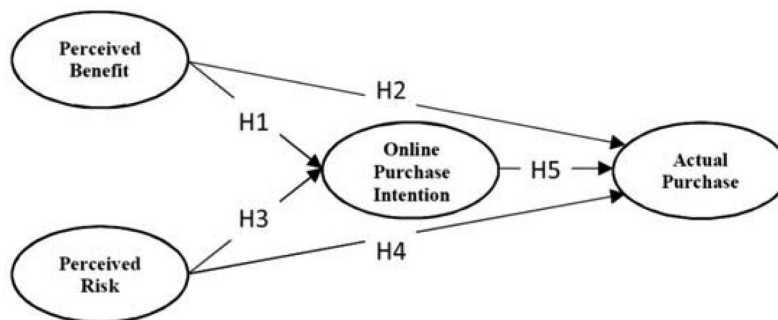 Perceived
Benefit
H2
H1
Online
Purchase
Intention
H5
Actual
Purchase
H3
H4
Perceived
Risk